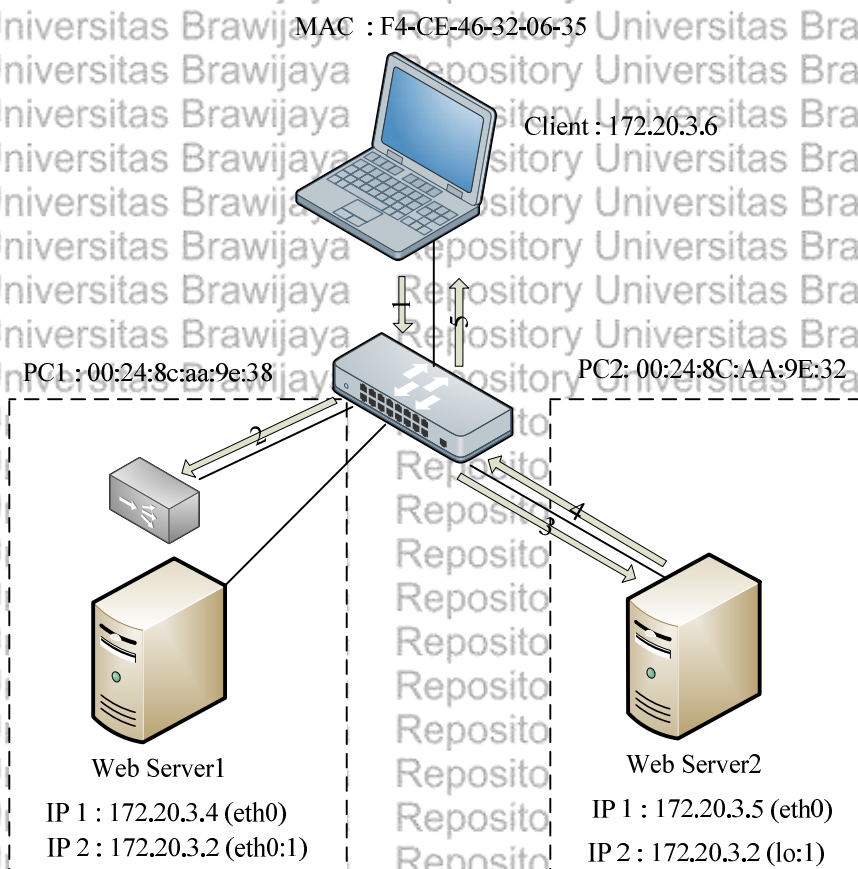 MAC : F4-CE-46-32-06-35
Client : 172.20.3.6
1
5
PC1 : 00:24:8c:aa:9e:38
PC2: 00:24:8C:AA:9E:32
2
4
3
Web Server1
IP 1 : 172.20.3.4 (eth0)
IP 2 : 172.20.3.2 (eth0:1)
Web Server2
IP 1 : 172.20.3.5 (eth0)
IP 2 : 172.20.3.2 (lo:1)
Repository Universitas Brawijaya